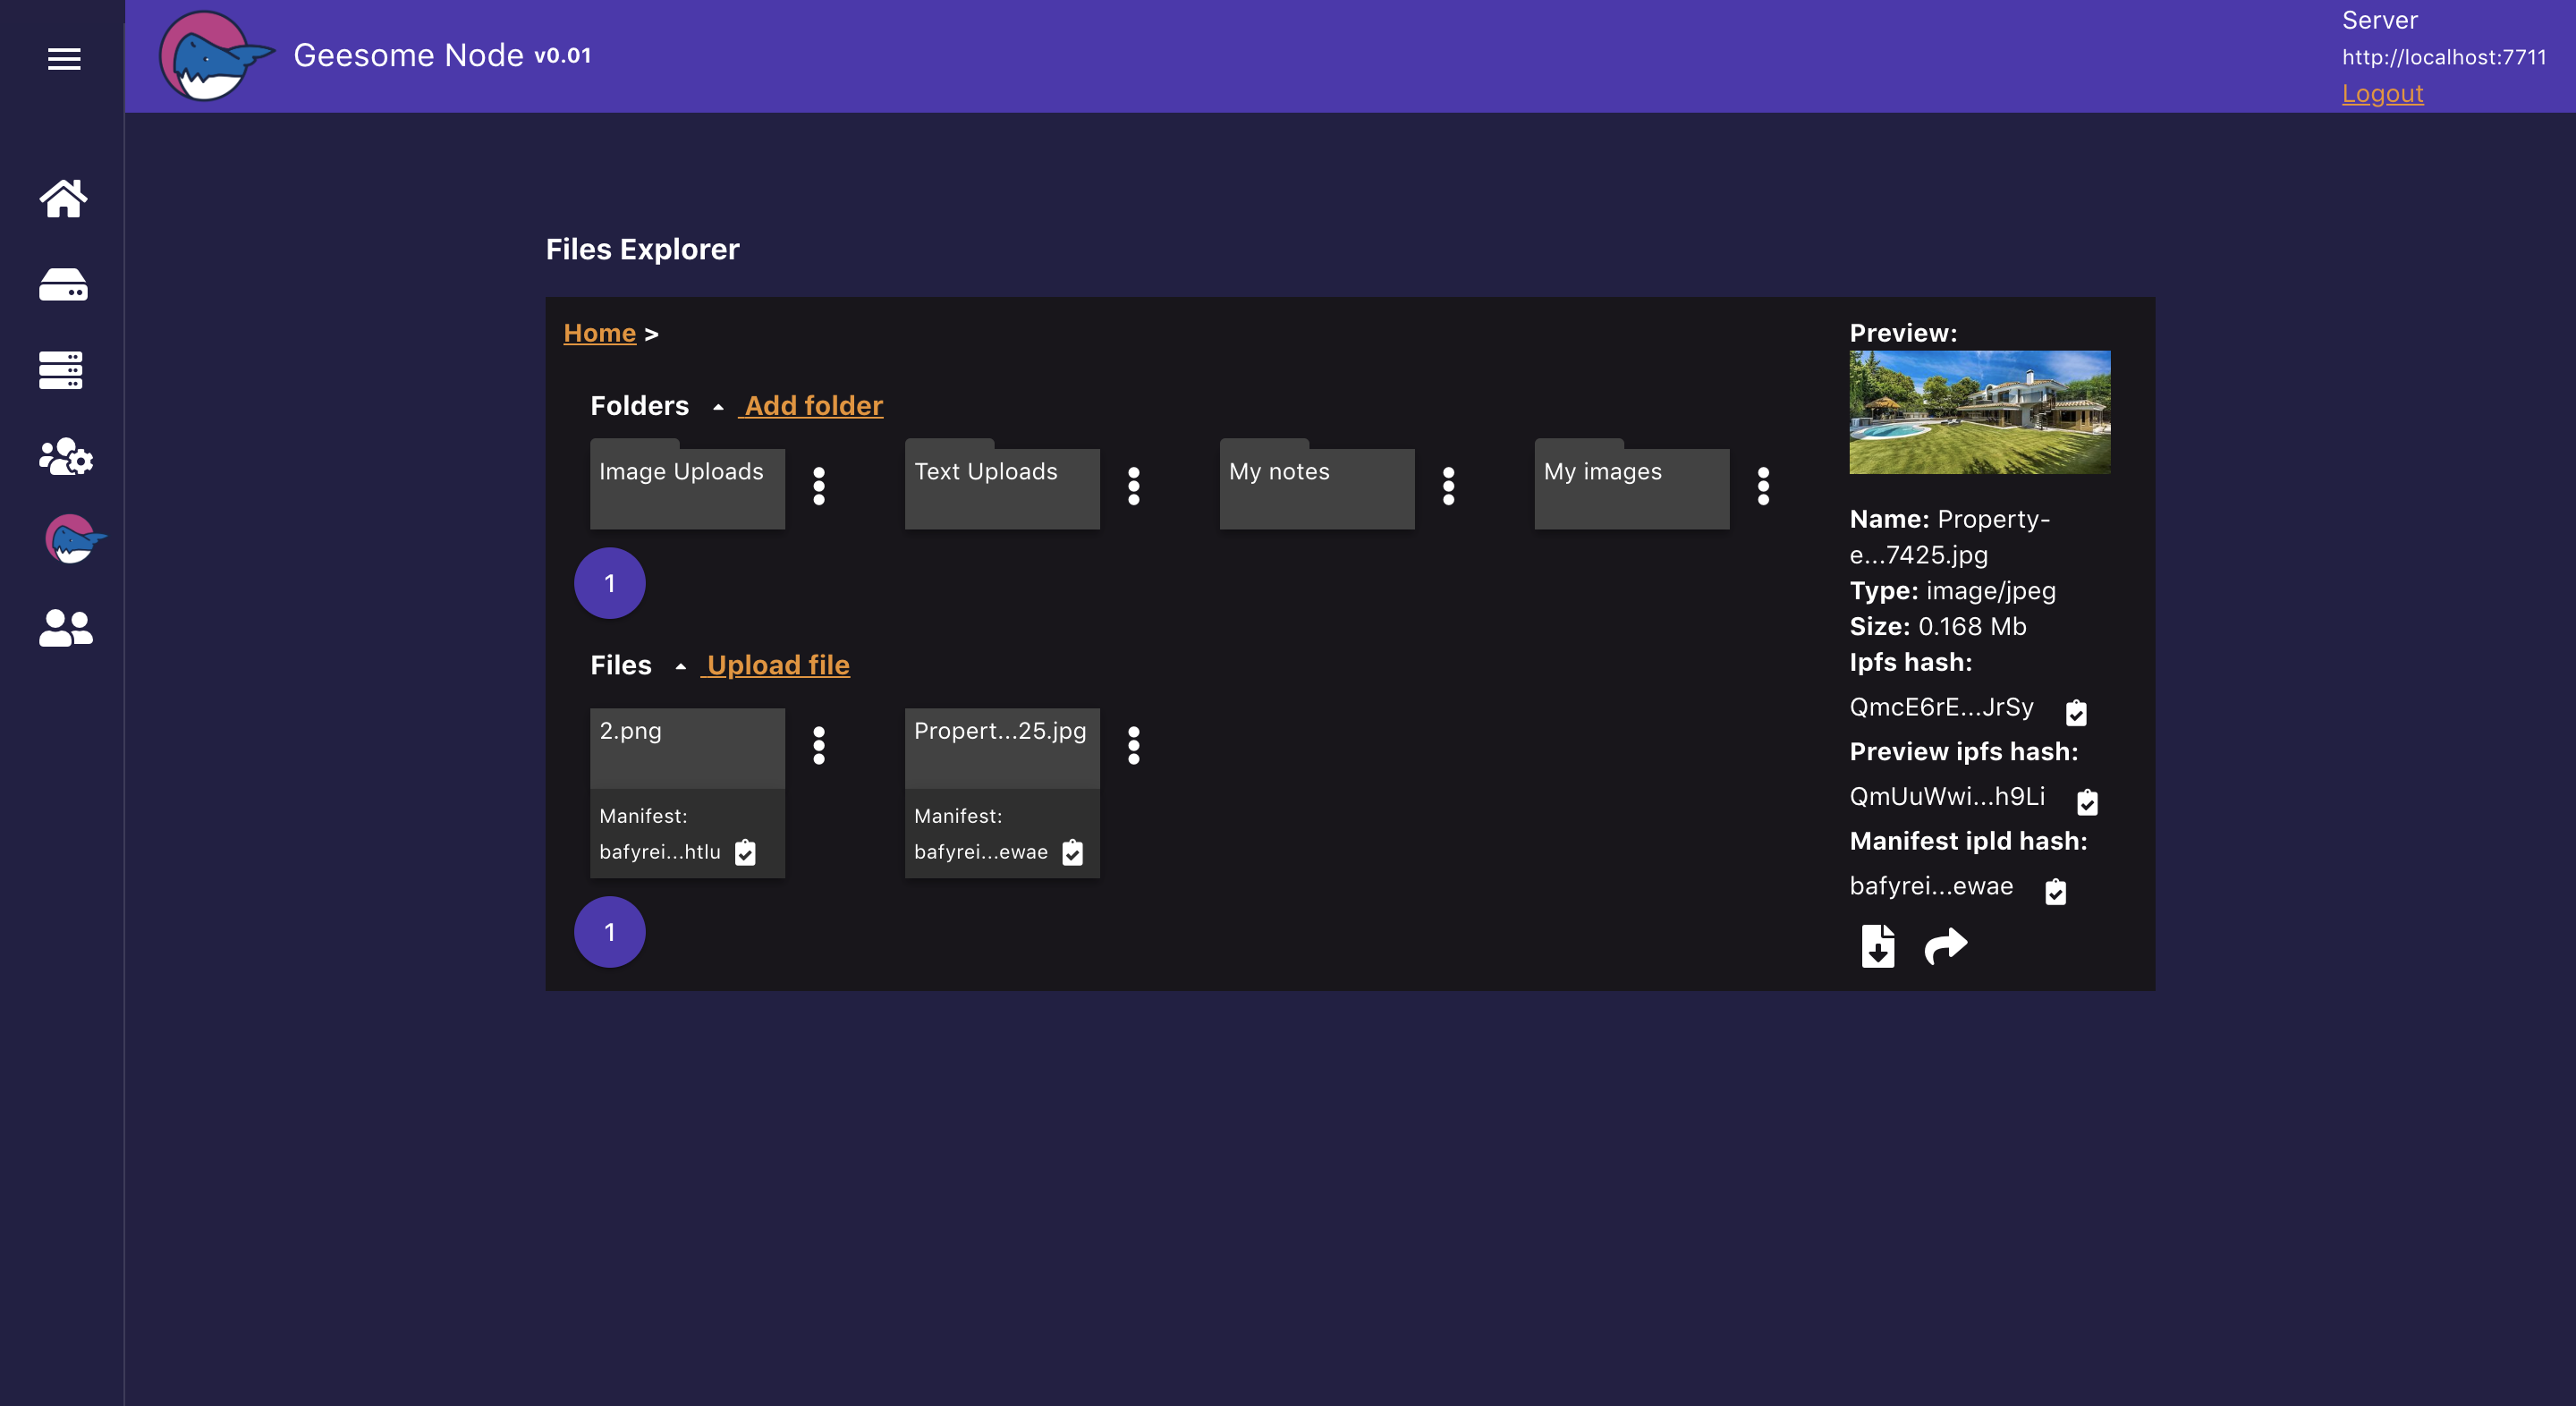 Geesome Node v0.01
Server
http://localhost:7711
Logout
Files Explorer
Home >
Folders Add folder
Image Uploads
Text Uploads
My notes
My images
1
Files Upload file
2.png
Manifest:
bafyrei...htlu
Propert...25.jpg
Manifest:
bafyrei...ewae
1
Preview:
Name: Property-
e...7425.jpg
Type: image/jpeg
Size: 0.168 Mb
Ipfs hash:
QmcE6rE...JrSy
Preview ipfs hash:
QmUuWwi...h9Li
Manifest ipld hash:
bafyrei...ewae